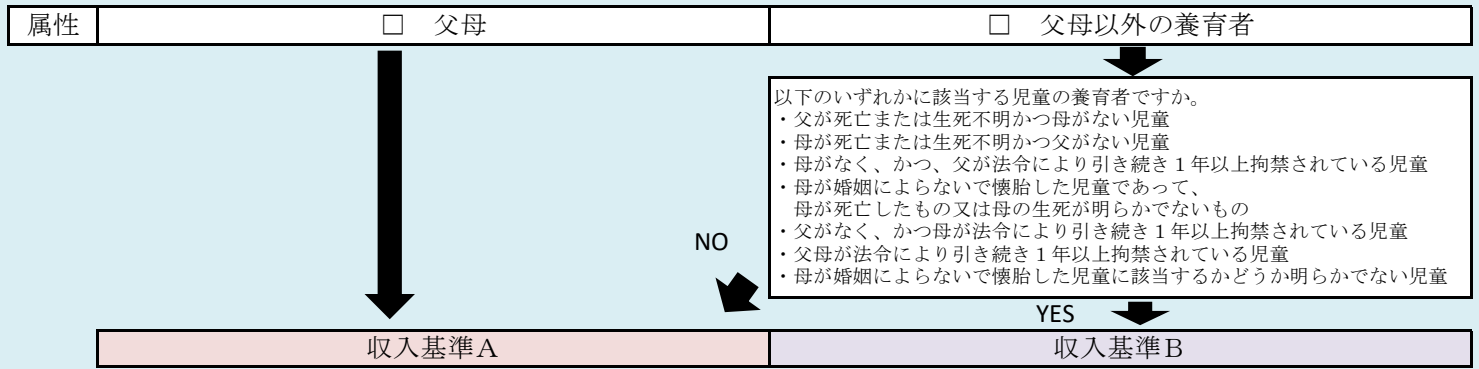 属性 □ 父母 □ 父母以外の養育者
以下のいずれかに該当する児童の養育者ですか。
・父が死亡または生死不明かつ母がない児童
・母が死亡または生死不明かつ父がない児童
・母がなく、かつ、父が法令により引き続き１年以上拘禁されている児童
・母が婚姻によらないで懐胎した児童であって、
母が死亡したもの又は母の生死が明らかでないもの
・父がなく、かつ母が法令により引き続き１年以上拘禁されている児童
・父母が法令により引き続き１年以上拘禁されている児童
・母が婚姻によらないで懐胎した児童に該当するかどうか明らかでない児童
NO
YES
収入基準Ａ 収入基準Ｂ